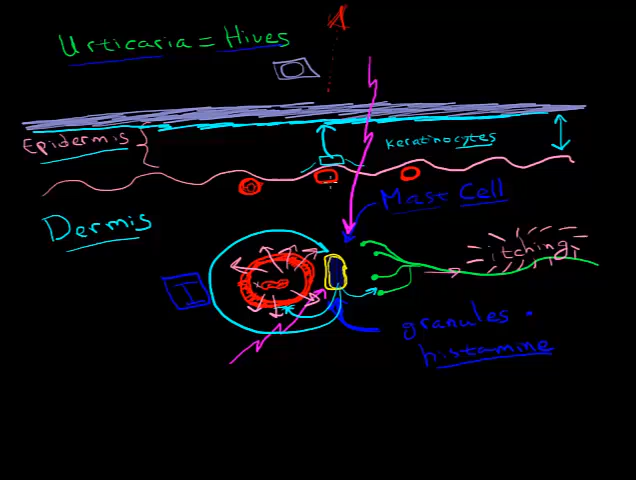 Urticaria = Hives
Epidermis
keratinocytes
Mast Cell
Dermis
itching
I
granules.
histamine